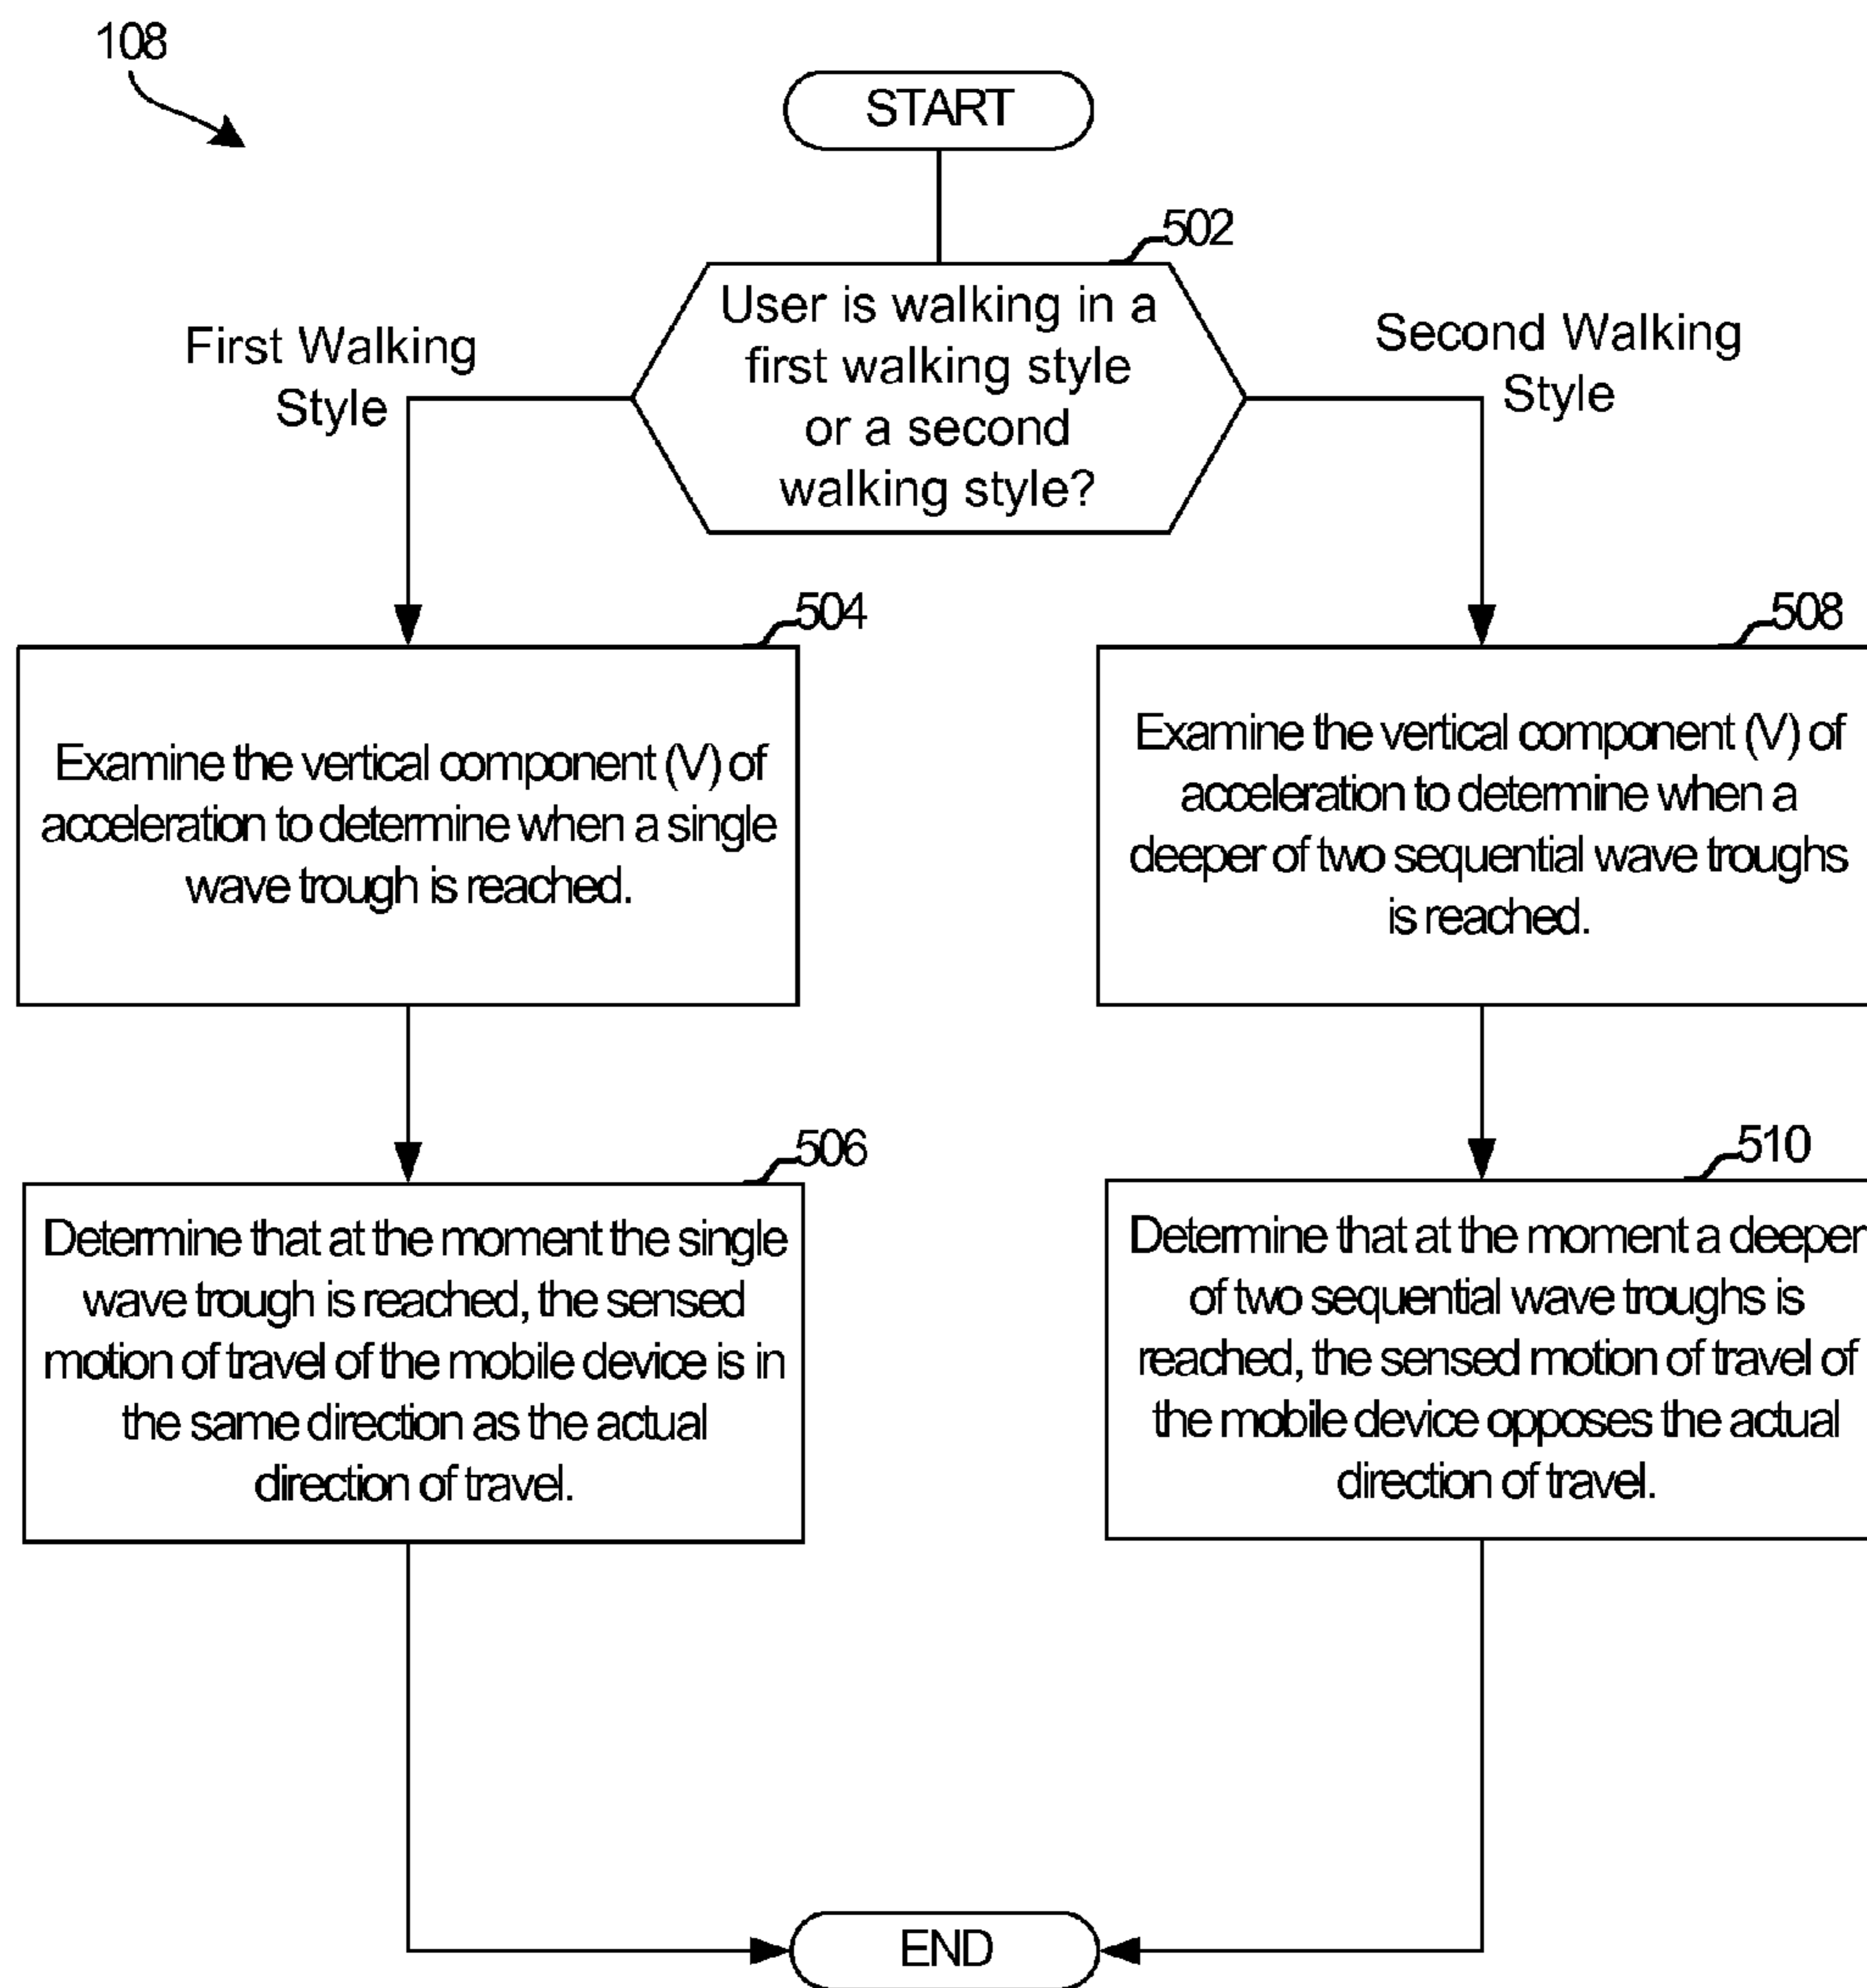 108
START
502
User is walking in a
first walking style
or a second
walking style?
First Walking
Style
Second Walking
Style
504
Examine the vertical component (V) of
acceleration to determine when a single
wave trough is reached.
508
Examine the vertical component (V) of
acceleration to determine when a
deeper of two sequential wave troughs
is reached.
506
Determine that at the moment the single
wave trough is reached, the sensed
motion of travel of the mobile device is in
the same direction as the actual
direction of travel.
510
Determine that at the moment a deeper
of two sequential wave troughs is
reached, the sensed motion of travel of
the mobile device opposes the actual
direction of travel.
END